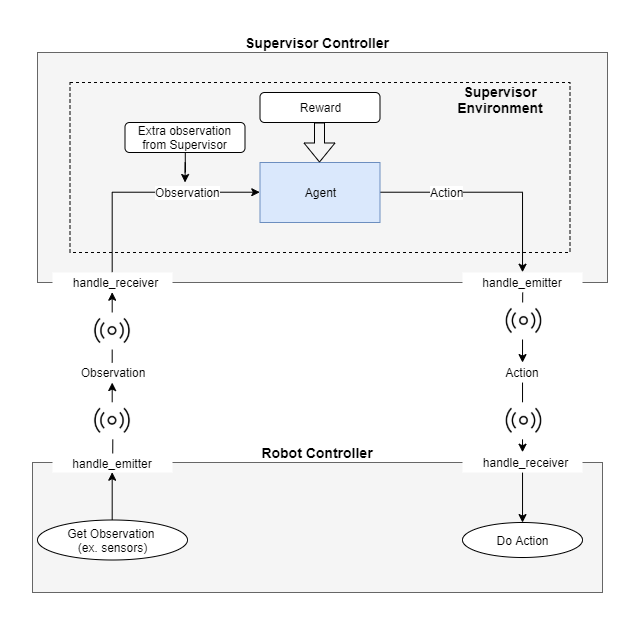 Supervisor Controller
Supervisor
Environment
Reward
Extra observation
from Supervisor
Observation
Agent
Action
handle_receiver
handle_emitter
Observation
Action
Robot Controller
handle_emitter
handle_receiver
Get Observation
(ex. sensors)
Do Action